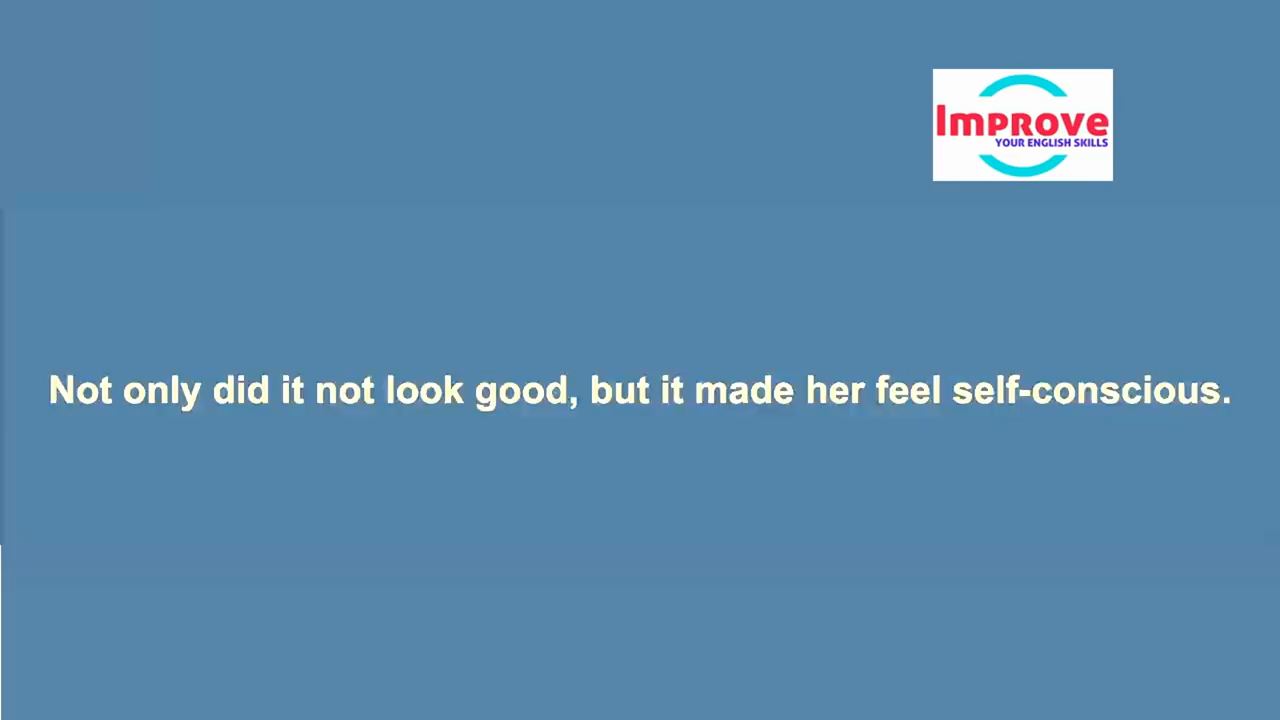 Improve
YOUR ENGLISH SKILLS
Not only did it not look good, but it made her feel self-conscious.